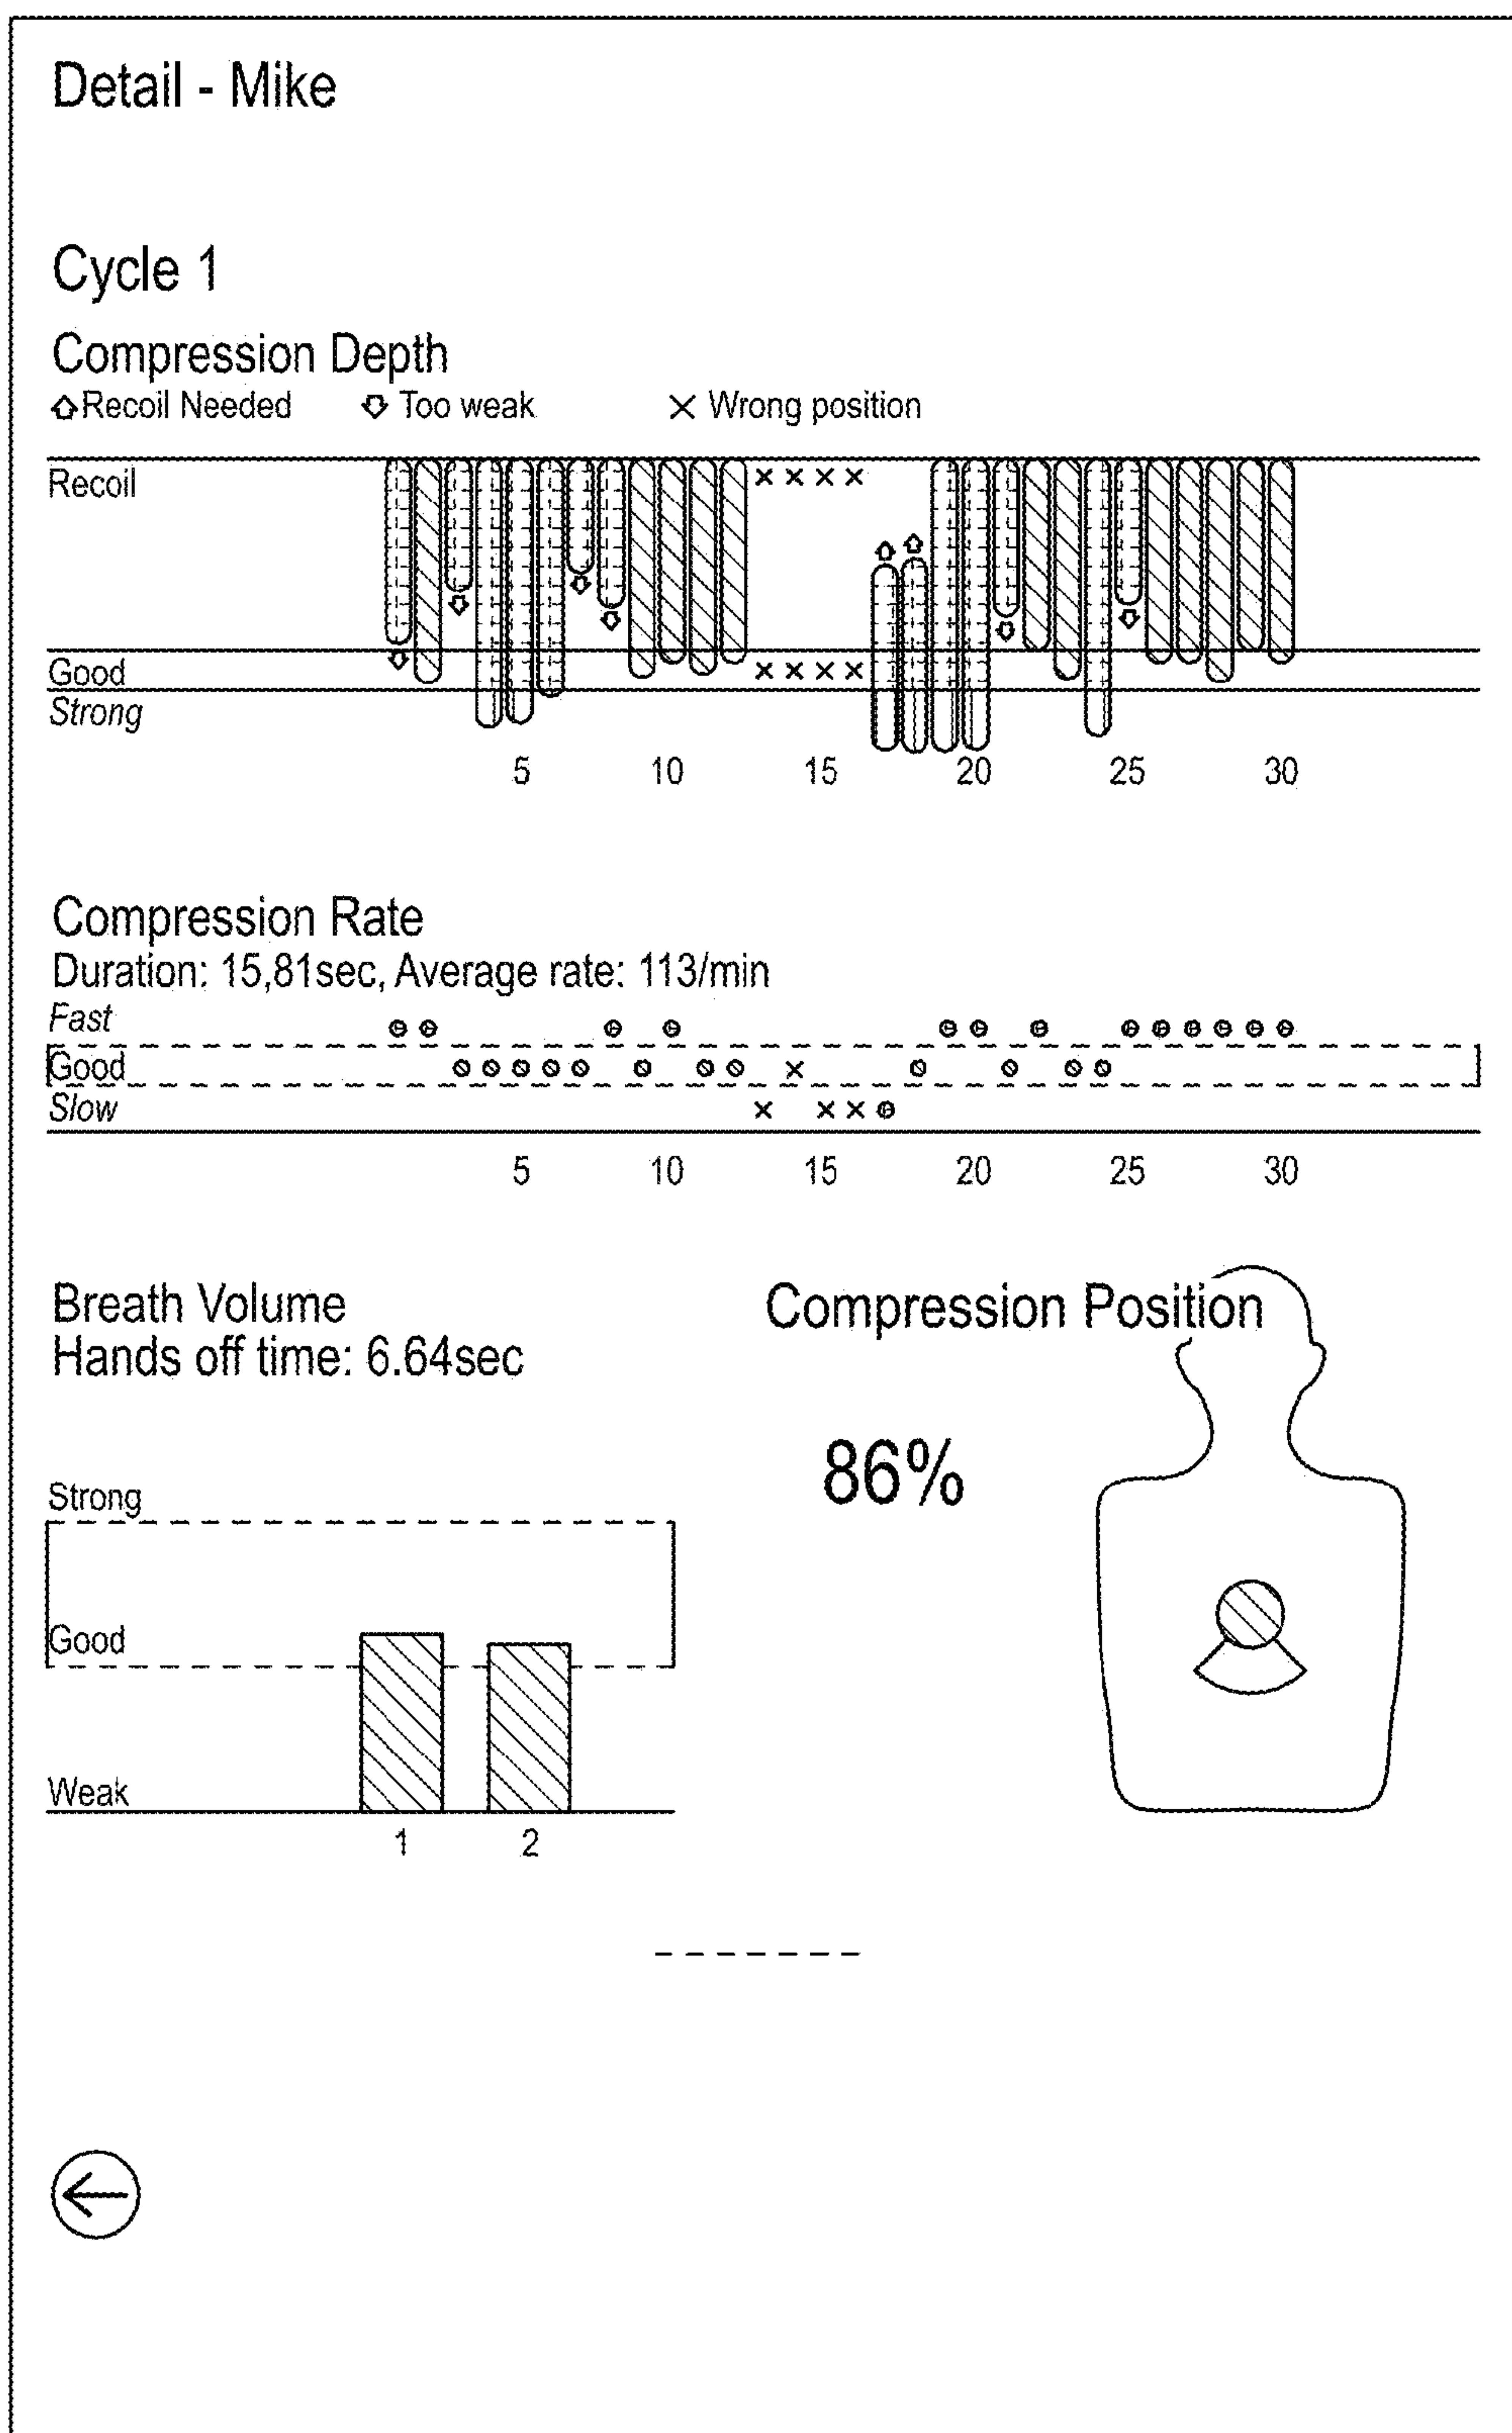 Detail - Mike
Cycle 1
Compression Depth
Recoil Needed Too weak × Wrong position
Recoil
× × × ×
Good × × × ×
Strong
5 10 15 20 25 30
Compression Rate
Duration: 15,81sec, Average rate: 113/min
Fast
Good ×
Slow × × ×
5 10 15 20 25 30
Breath Volume
Hands off time: 6.64sec
Strong
Good
Weak
1 2
Compression Position
86%